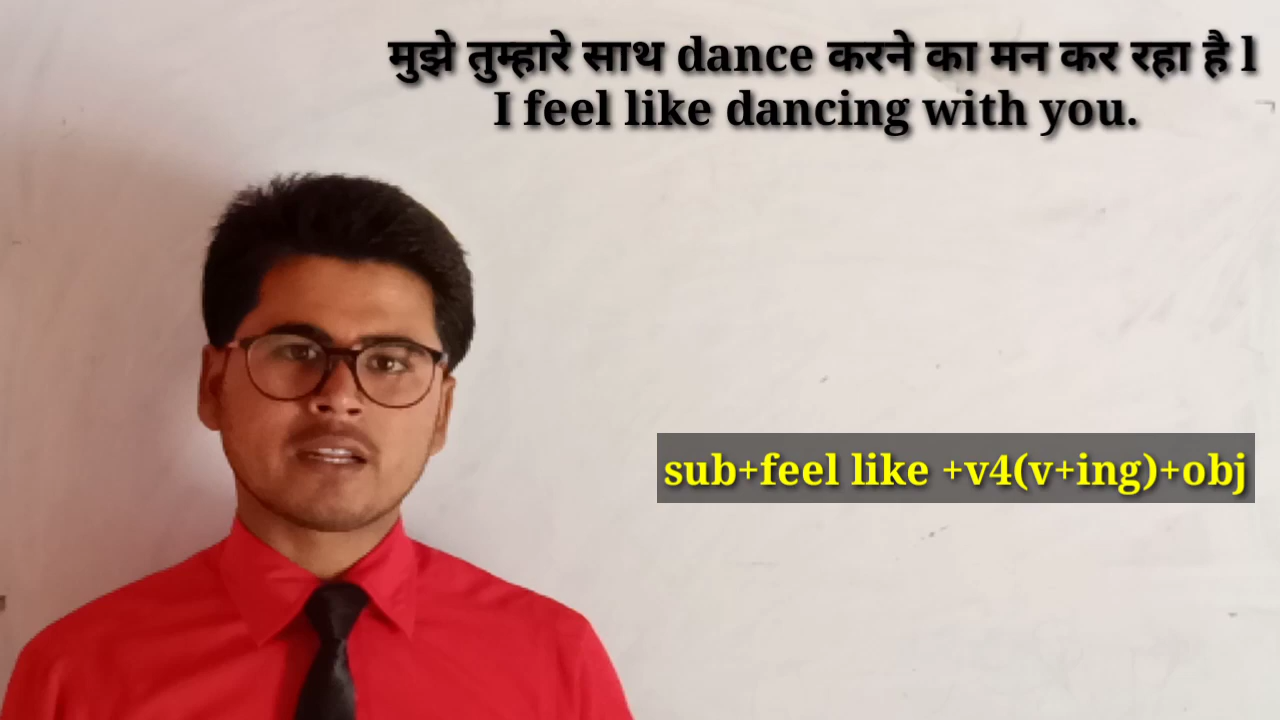 मुझे तुम्हारे साथ dance करने का मन कर रहा है l
I feel like dancing with you.
sub+feel like +v4(v+ing)+obj